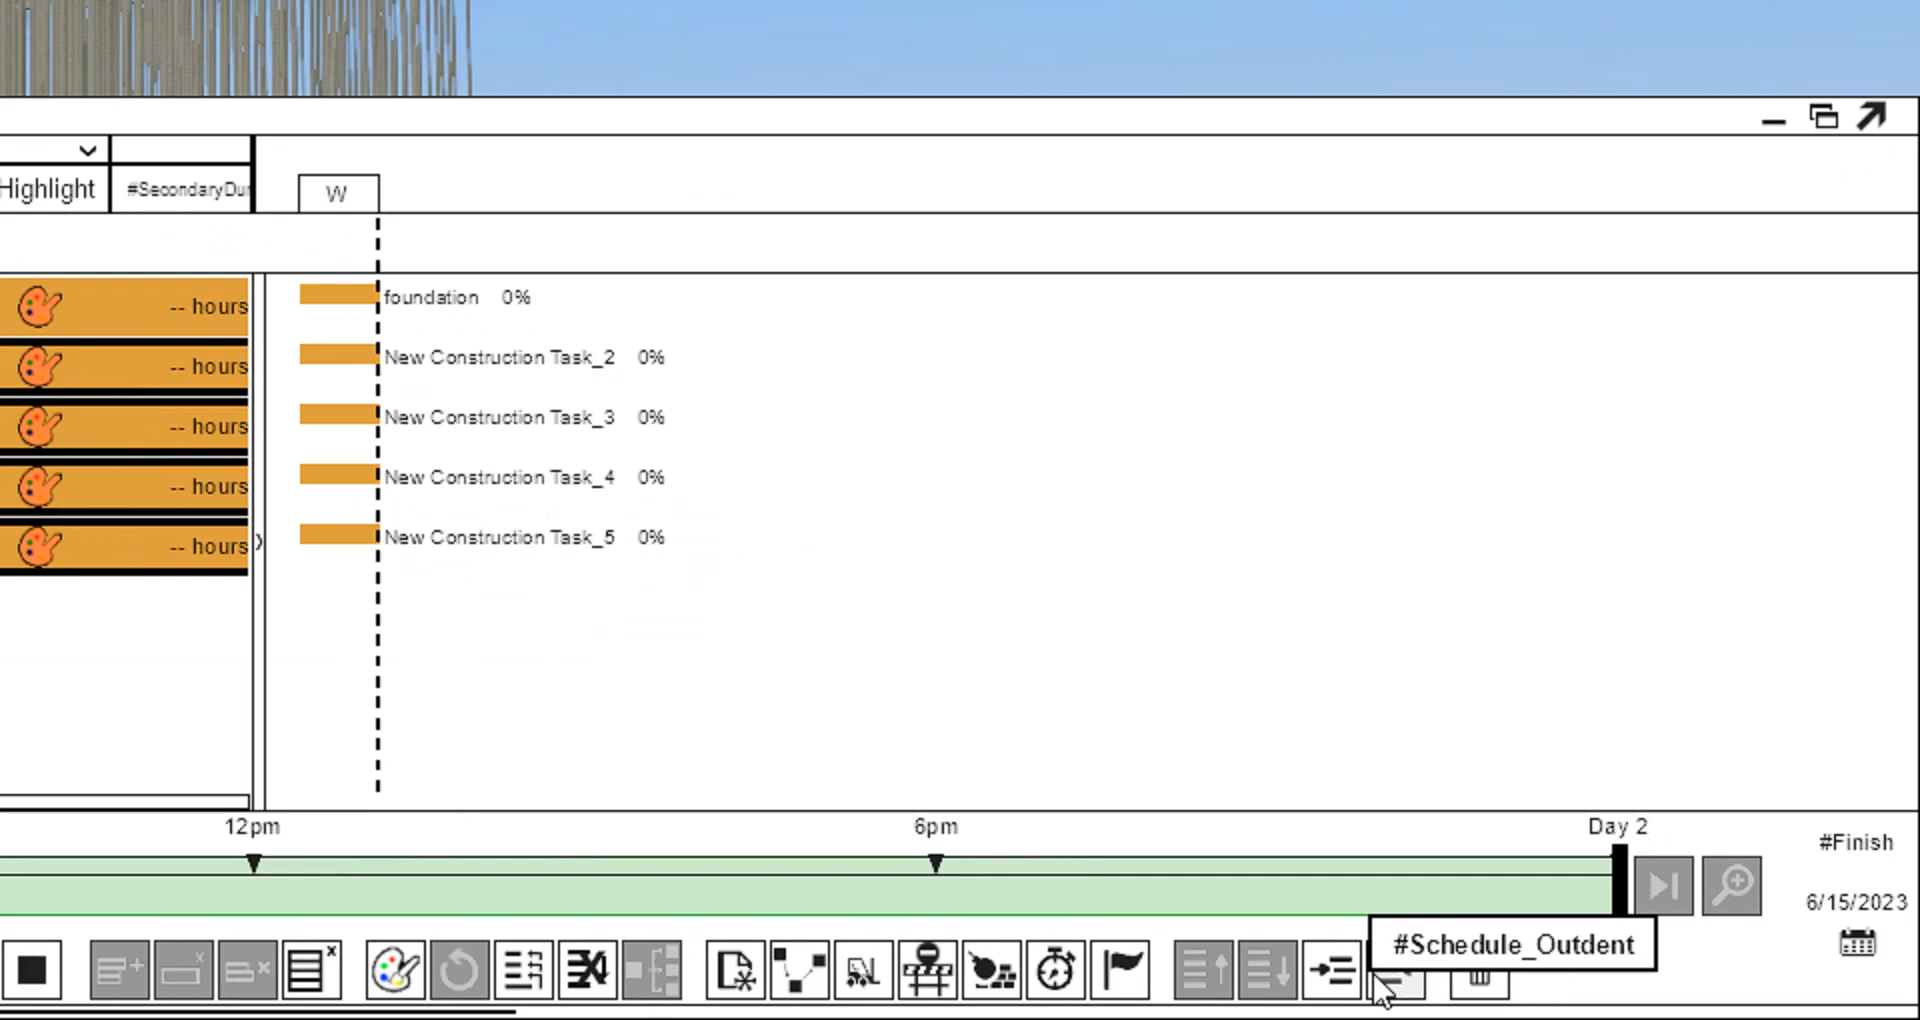 Highlight
#SecondaryDur
W
-- hours
foundation 0%
-- hours
New Construction Task_2 0%
-- hours
New Construction Task_3 0%
-- hours
New Construction Task_4 0%
-- hours
New Construction Task_5 0%
12pm
6pm
Day 2
#Finish
6/15/2023
#Schedule_Outdent